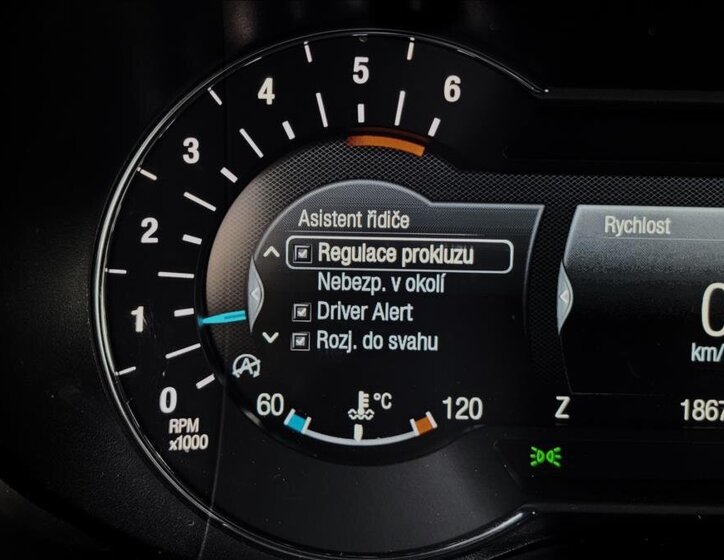 6
5
4
3
2
1
0
RPM
x1000
Asistent řidiče
Regulace prokluzu
Nebezp. v okolí
Driver Alert
Rozj. do svahu
A
60
°C
120
Rychlost
0
km/
Z
1867